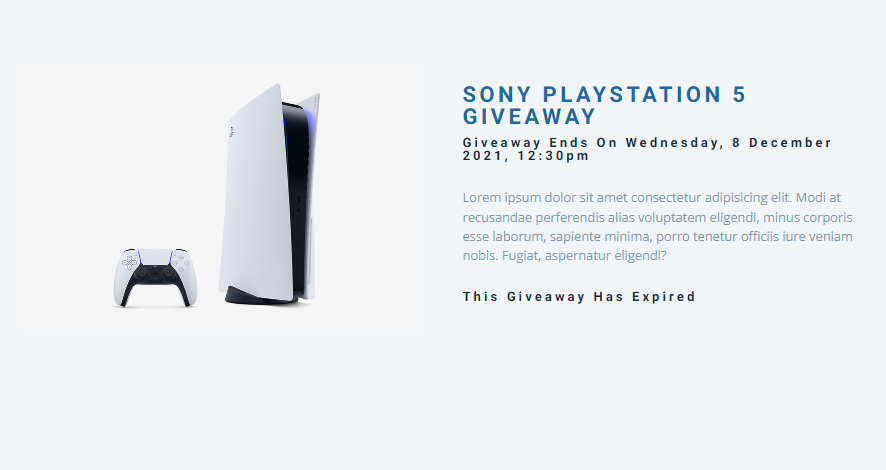 SONY PLAYSTATION 5
GIVEAWAY
Giveaway Ends On Wednesday, 8 December
2021, 12:30pm
Lorem ipsum dolor sit amet consectetur adipisicing elit. Modi at
recusandae perferendis alias voluptatem eligendi, minus corporis
esse laborum, sapiente minima, porro tenetur officiis iure veniam
nobis. Fugiat, aspernatur eligendi?
This Giveaway Has Expired